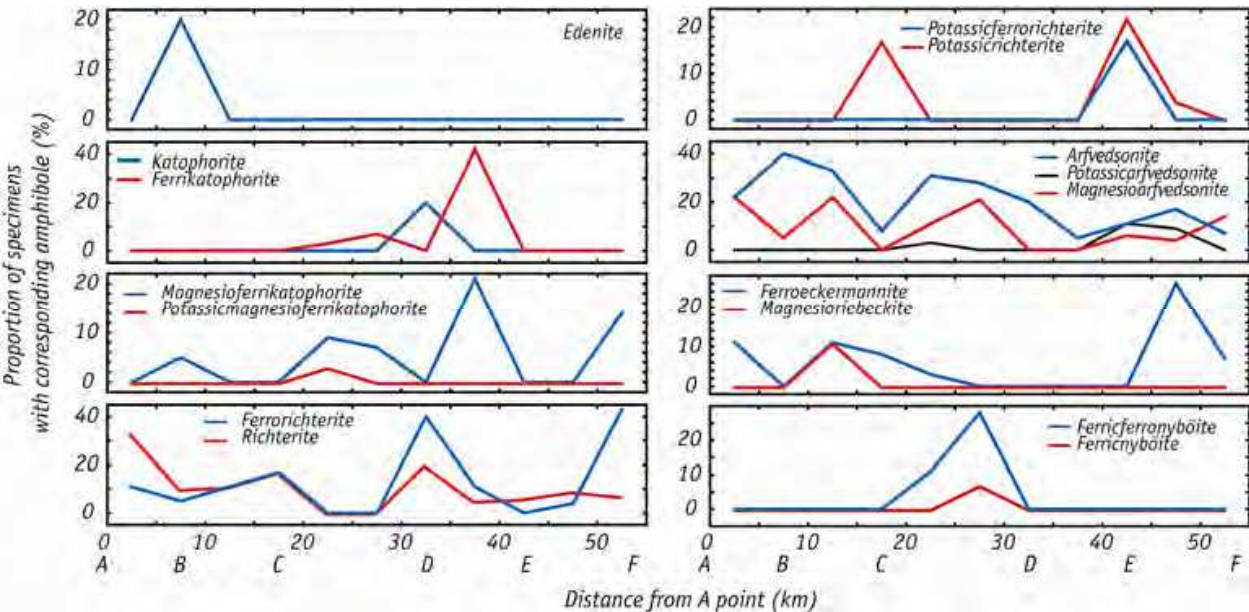 Proportion of specimens
with corresponding amphibole (%)
20
10
0
Edenite
40
20
0
Katophorite
Ferrikatophorite
20
10
0
Magnesioferrikatophorite
Potassicmagnesioferrikatophorite
40
20
0
Ferrorichterite
Richterite
0 10 20 30 40 50
A B C D E F
20
10
0
Potassicferrorichterite
Potassicrichterite
40
20
0
Arfvedsonite
Potassicarfvedsonite
Magnesioarfvedsonite
20
10
0
Ferroeckermannite
Magnesioriebeckite
20
10
0
Ferricferronyböite
Ferricnyböite
0 10 20 30 40 50
A B C D E F
Distance from A point (km)